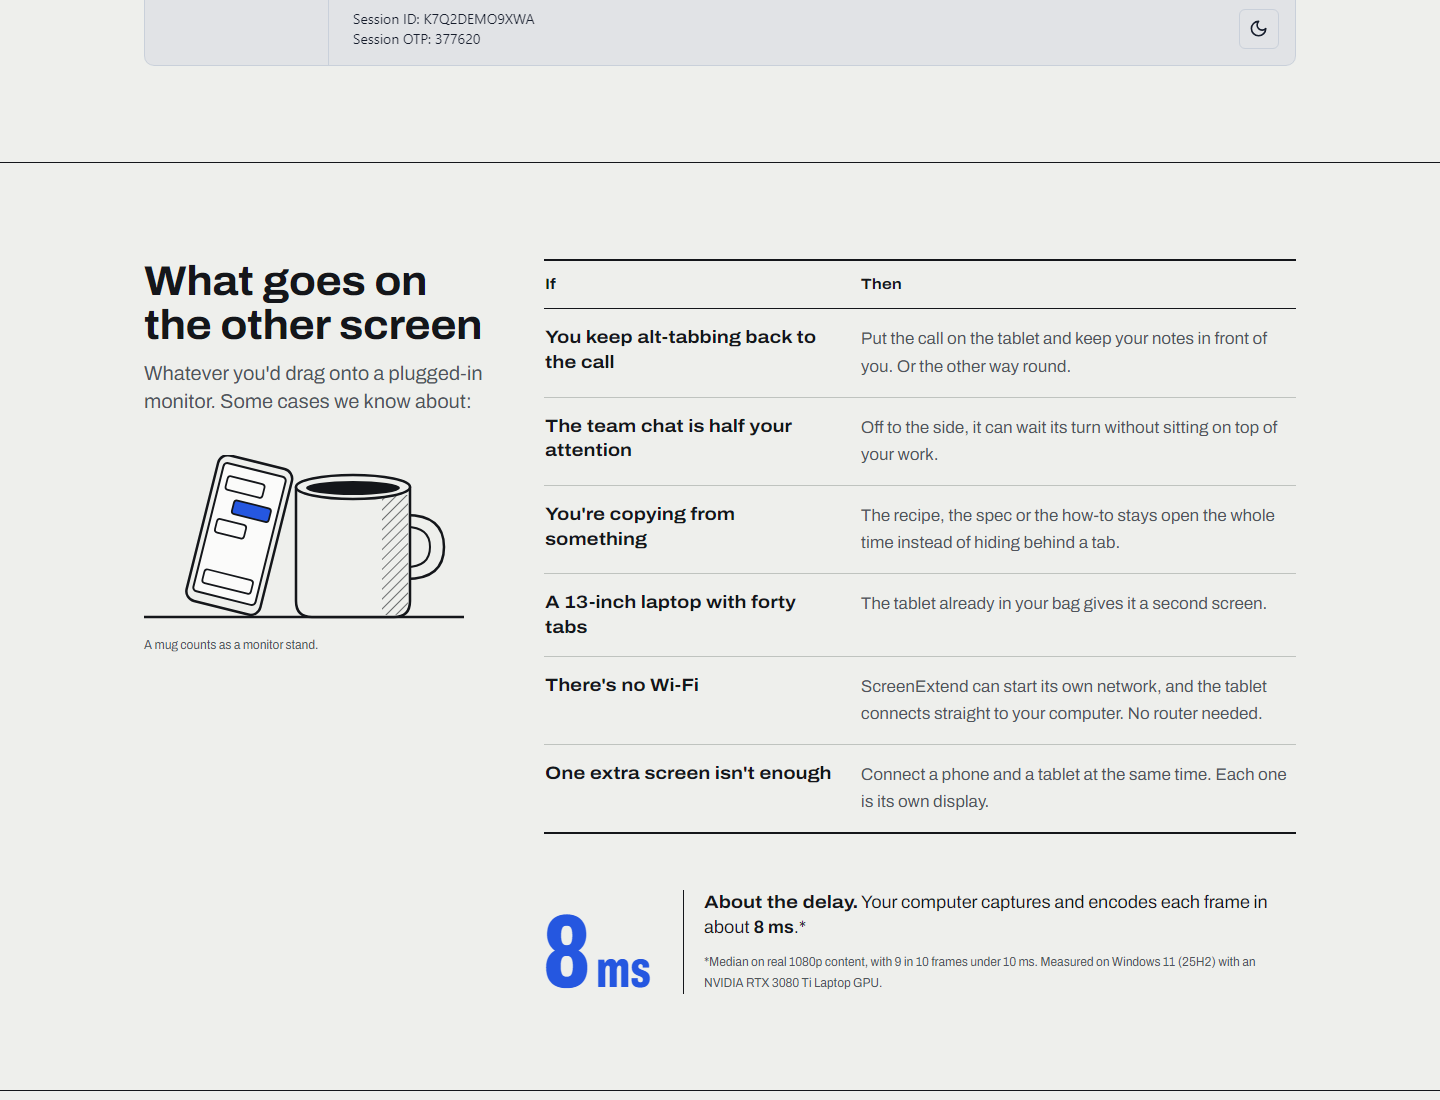 Session ID: K7Q2DEMO9XWA
Session OTP: 377620
What goes on
the other screen
Whatever you'd drag onto a plugged-in
monitor. Some cases we know about:
A mug counts as a monitor stand.
If
Then
You keep alt-tabbing back to
the call
Put the call on the tablet and keep your notes in front of
you. Or the other way round.
The team chat is half your
attention
Off to the side, it can wait its turn without sitting on top of
your work.
You're copying from
something
The recipe, the spec or the how-to stays open the whole
time instead of hiding behind a tab.
A 13-inch laptop with forty
tabs
The tablet already in your bag gives it a second screen.
There's no Wi-Fi
ScreenExtend can start its own network, and the tablet
connects straight to your computer. No router needed.
One extra screen isn't enough
Connect a phone and a tablet at the same time. Each one
is its own display.
8 ms
About the delay. Your computer captures and encodes each frame in
about 8 ms.*
*Median on real 1080p content, with 9 in 10 frames under 10 ms. Measured on Windows 11 (25H2) with an
NVIDIA RTX 3080 Ti Laptop GPU.